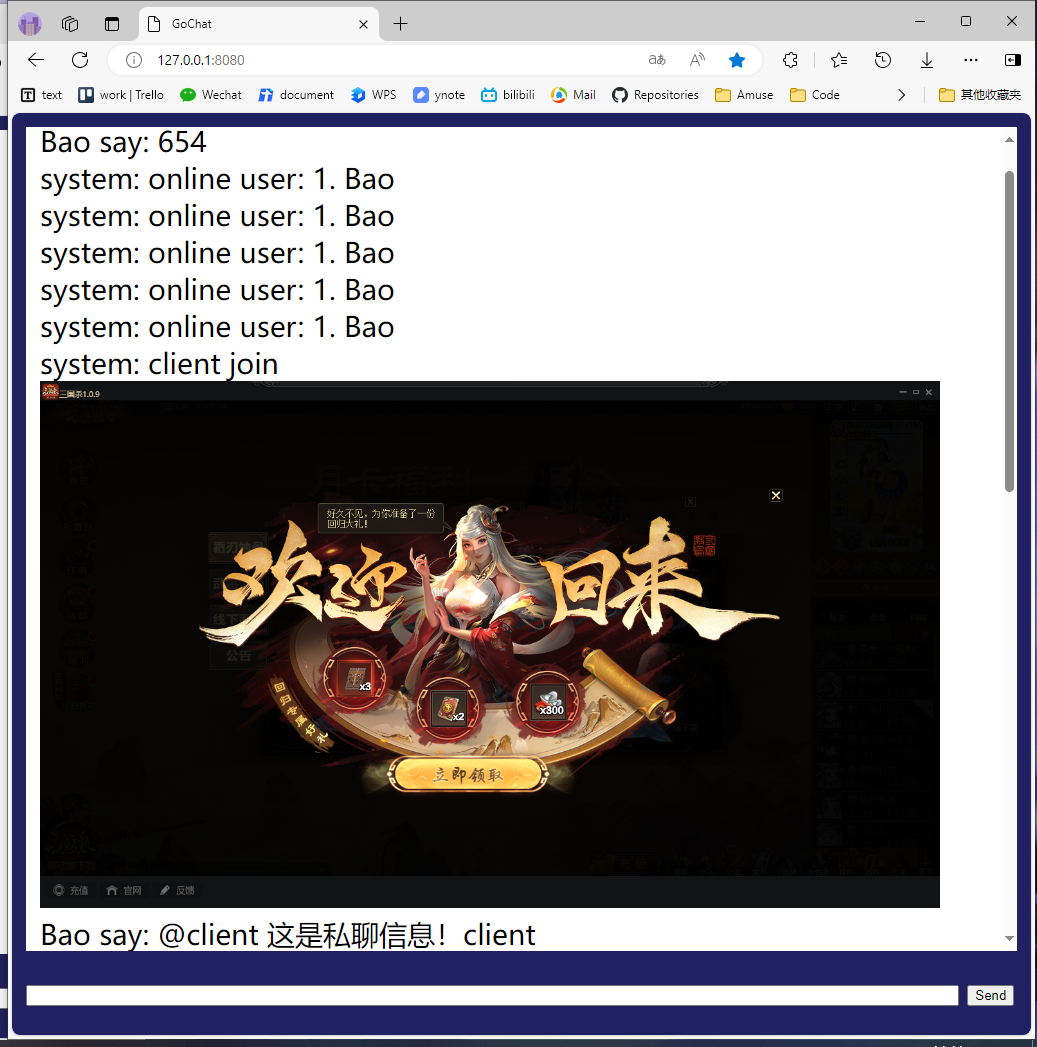 GoChat
127.0.0.1:8080
text
work | Trello
Wechat
document
WPS
ynote
bilibili
Mail
Repositories
Amuse
Code
其他收藏夹
Bao say: 654
system: online user: 1. Bao
system: online user: 1. Bao
system: online user: 1. Bao
system: online user: 1. Bao
system: online user: 1. Bao
system: client join
三国杀1.0.9
月卡福利
好久不见，为你准备了一份
回归大礼！
欢迎 回来
公告
x3
x2
x300
回归专属好礼
立即领取
充值
官网
反馈
Bao say: @client 这是私聊信息！client
Send